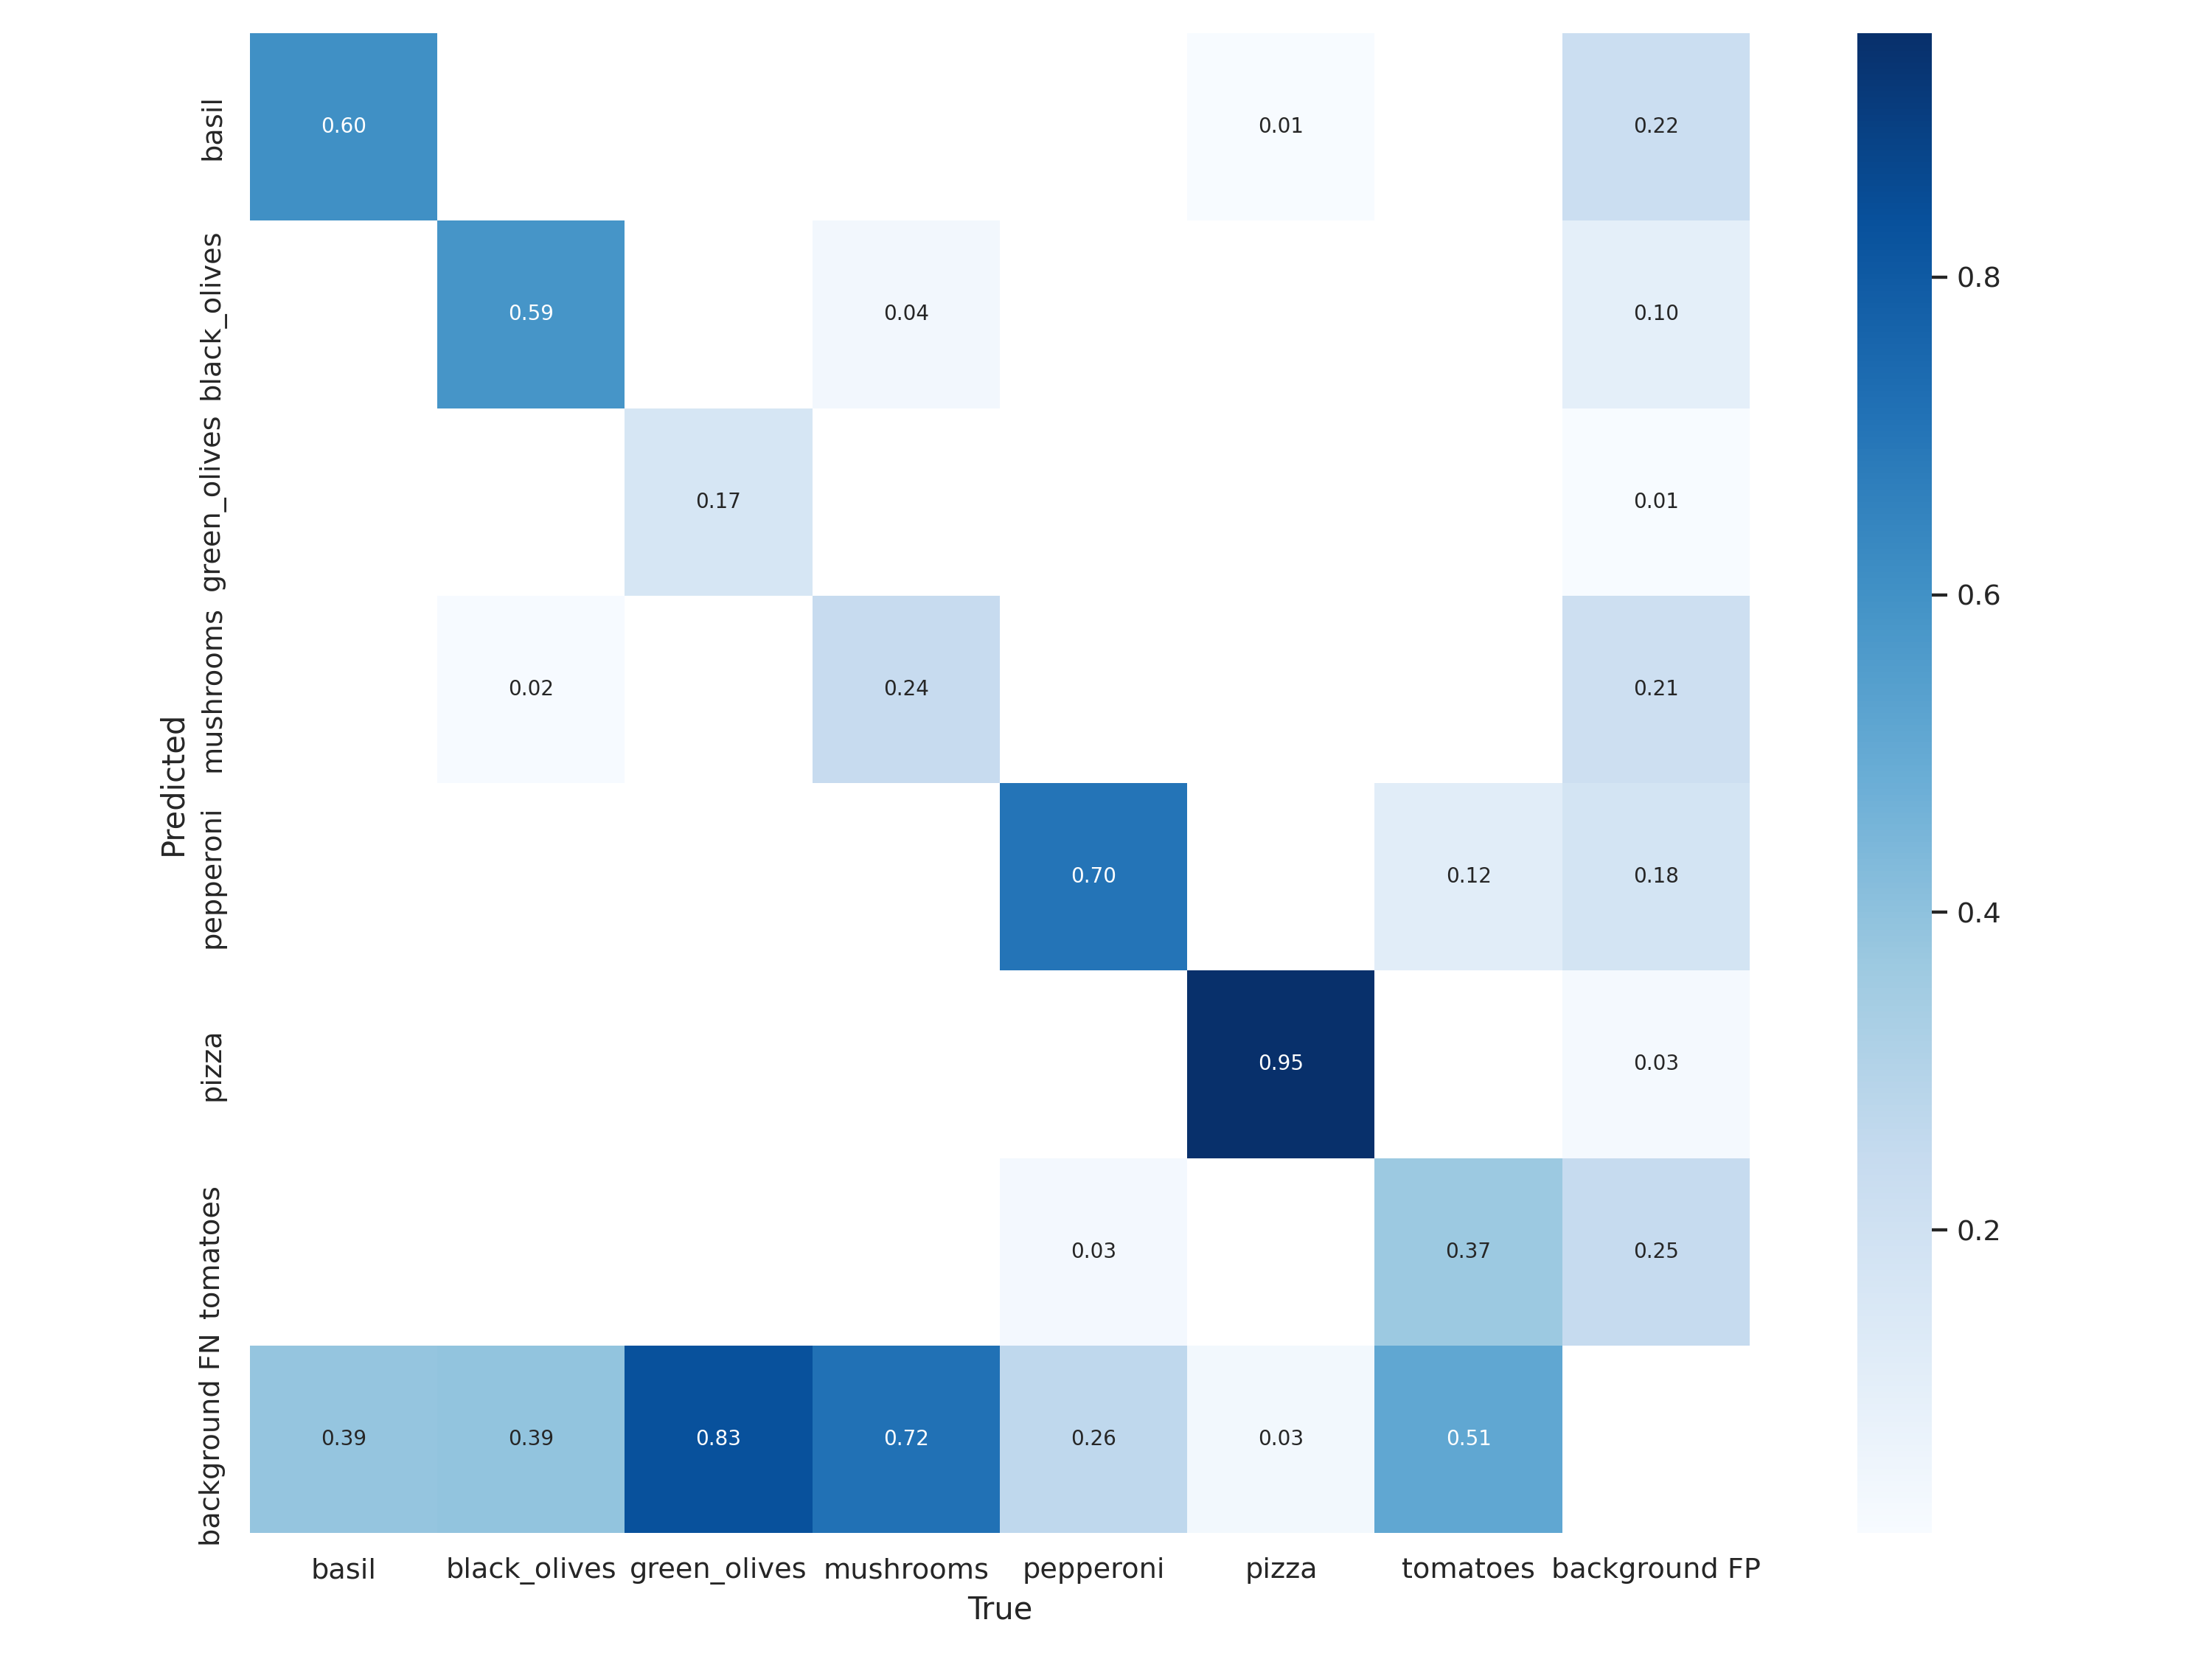 Predicted
basil
0.60
0.01
0.22
black_olives
0.59
0.04
0.10
green_olives
0.17
0.01
mushrooms
0.02
0.24
0.21
pepperoni
0.70
0.12
0.18
pizza
0.95
0.03
tomatoes
0.03
0.37
0.25
background FN
0.39
0.39
0.83
0.72
0.26
0.03
0.51
basil
black_olives
green_olives
mushrooms
pepperoni
pizza
tomatoes
background FP
True
0.8
0.6
0.4
0.2